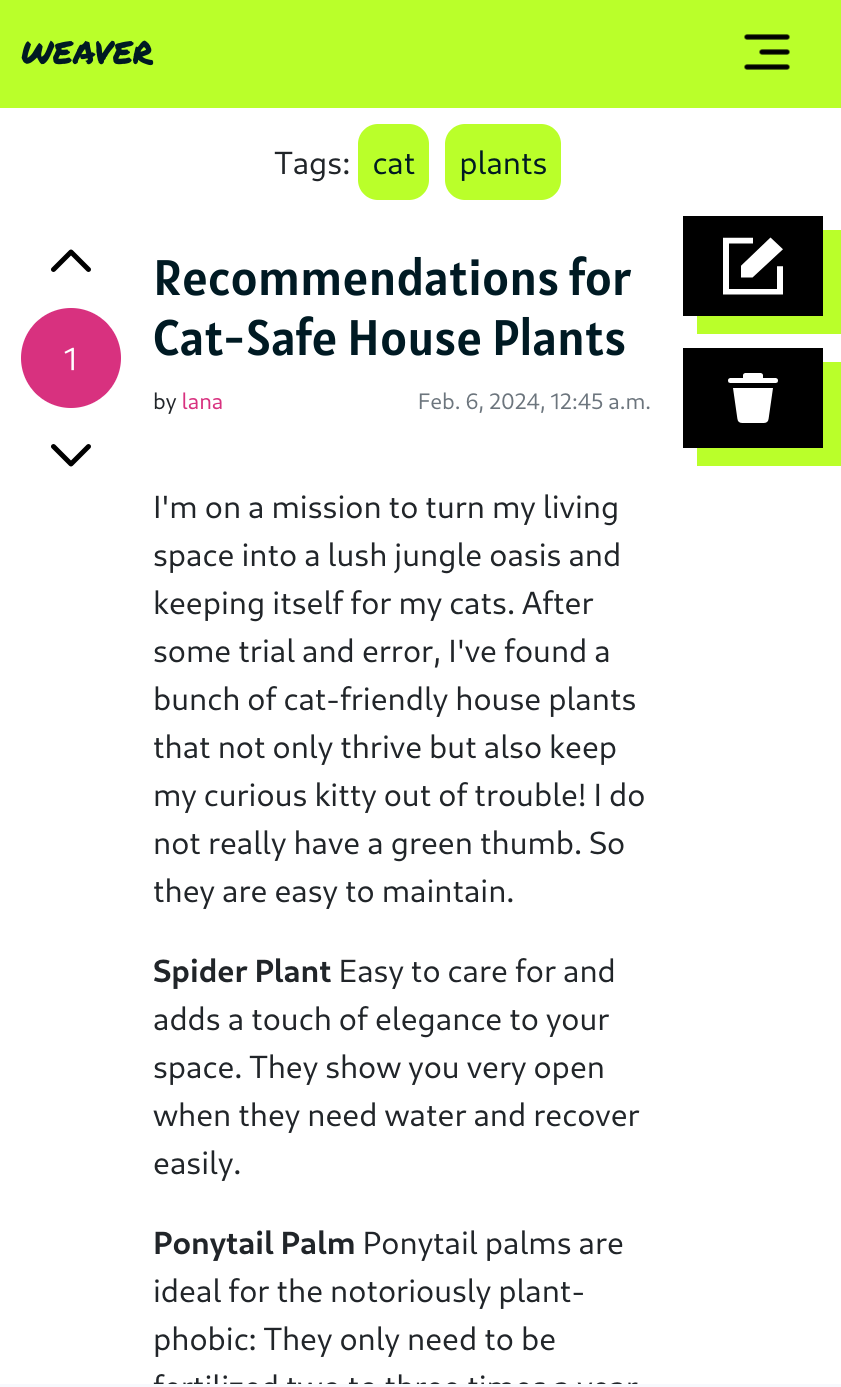 WEAVER
Tags: cat plants
Recommendations for
Cat-Safe House Plants
1
by lana Feb. 6, 2024, 12:45 a.m.
I'm on a mission to turn my living
space into a lush jungle oasis and
keeping itself for my cats. After
some trial and error, I've found a
bunch of cat-friendly house plants
that not only thrive but also keep
my curious kitty out of trouble! I do
not really have a green thumb. So
they are easy to maintain.
Spider Plant Easy to care for and
adds a touch of elegance to your
space. They show you very open
when they need water and recover
easily.
Ponytail Palm Ponytail palms are
ideal for the notoriously plant-
phobic: They only need to be
fertilized two to three times a year